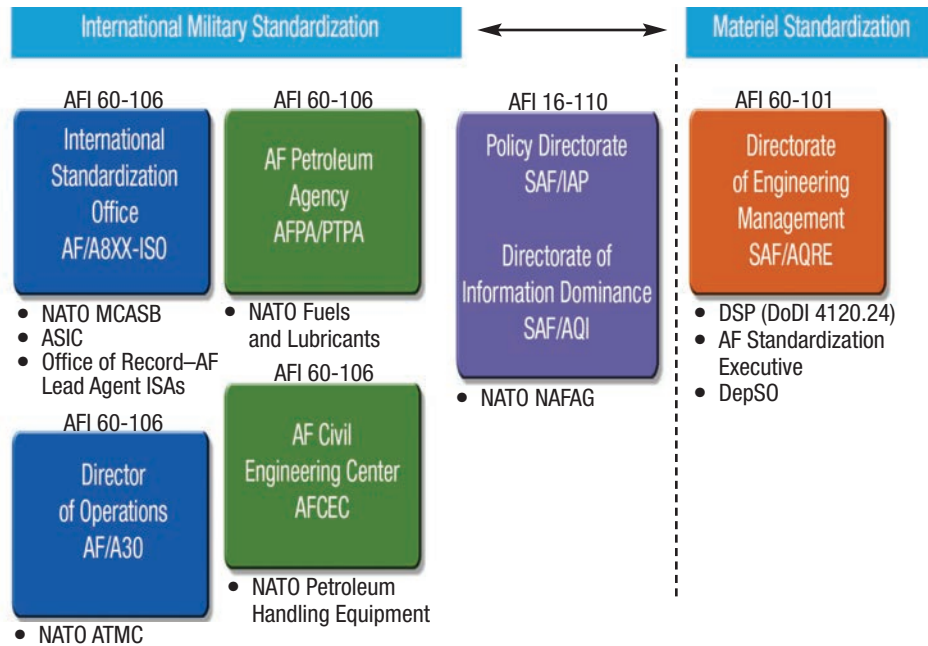 International Military Standardization
Materiel Standardization
AFI 60-106
International
Standardization
Office
AF/A8XX-ISO
• NATO MCASB
• ASIC
• Office of Record–AF
Lead Agent ISAs
AFI 60-106
Director
of Operations
AF/A30
• NATO ATMC
AFI 60-106
AF Petroleum
Agency
AFPA/PTPA
• NATO Fuels
and Lubricants
AFI 60-106
AF Civil
Engineering Center
AFCEC
• NATO Petroleum
Handling Equipment
AFI 16-110
Policy Directorate
SAF/IAP
Directorate of
Information Dominance
SAF/AQI
• NATO NAFAG
AFI 60-101
Directorate
of Engineering
Management
SAF/AQRE
• DSP (DoDI 4120.24)
• AF Standardization
Executive
• DepSO